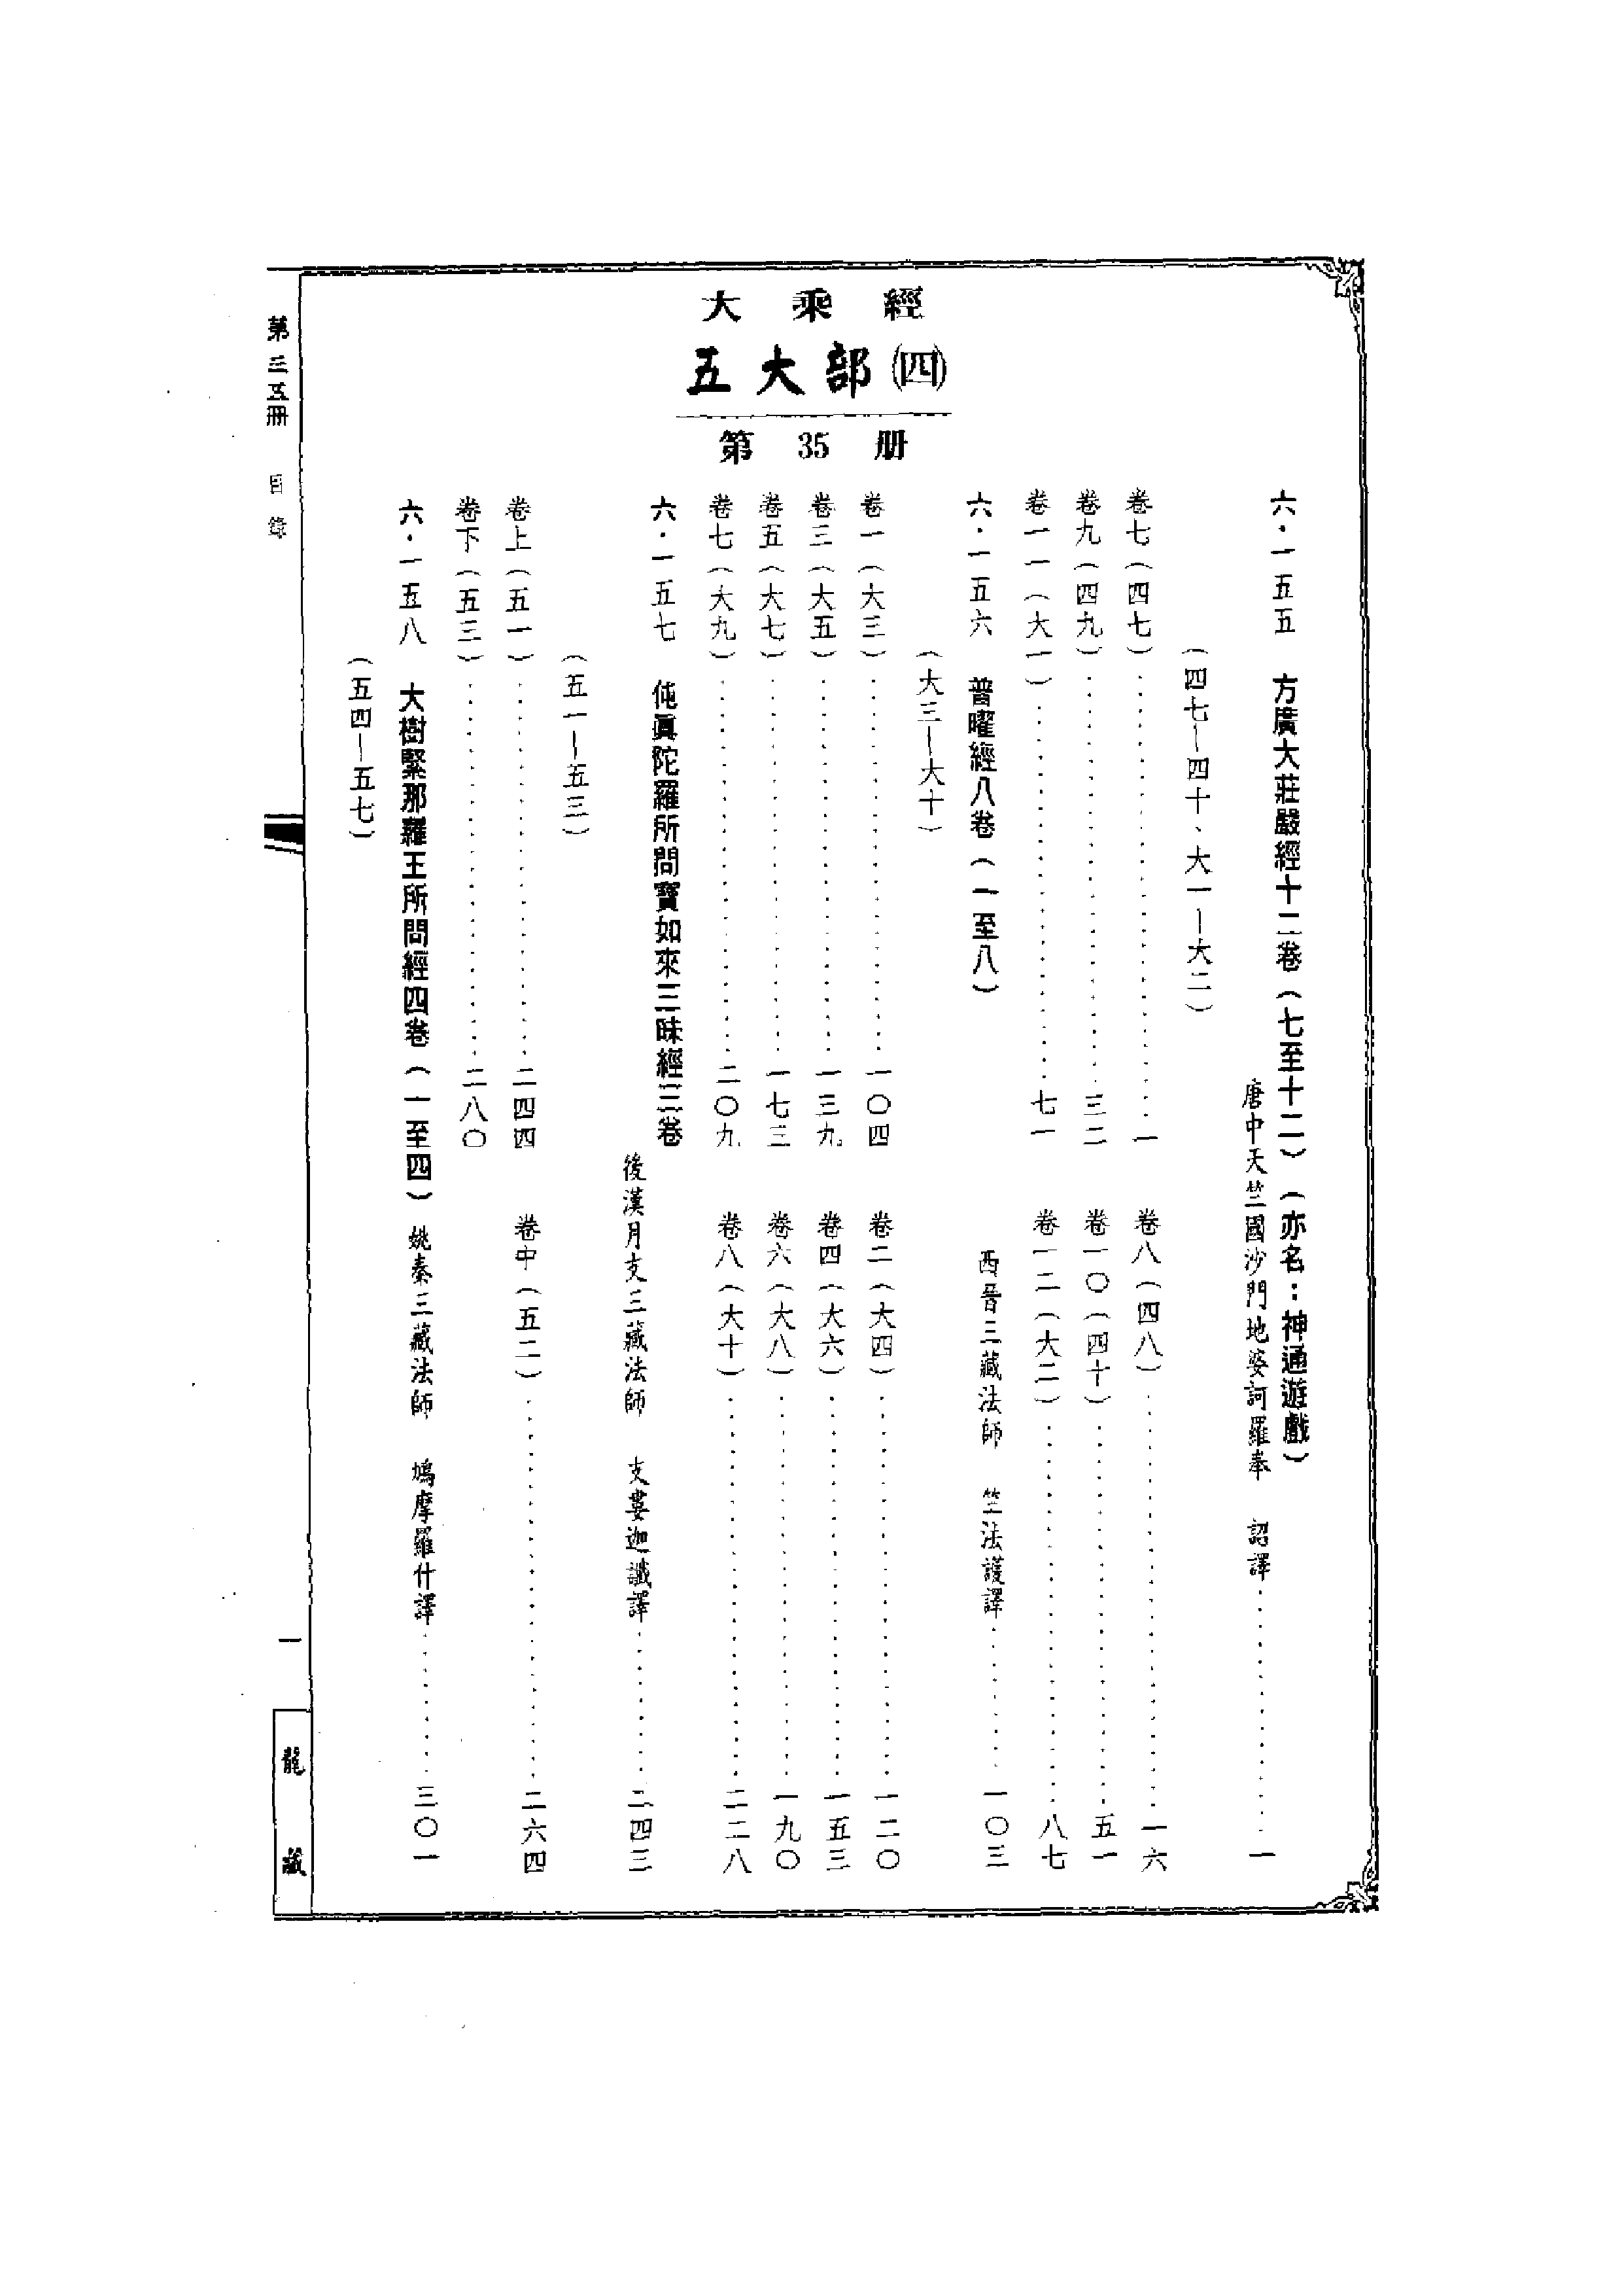 大乘經
五大部㈣
第35册
六·一五五　方廣大莊嚴經十二卷（七至十二）（亦名：神通遊戲）
唐中天竺國沙門地婆訶羅奉　詔譯…………一
（四七—四十、大一—大二）
卷七（四七）…………一　卷八（四八）…………一六
卷九（四九）…………三二　卷一〇（四十）…………五一
卷一一（大一）…………七一　卷一二（大二）…………八七
六·一五六　普曜經八卷（一至八）　西晉三藏法師　竺法護譯…………一〇三
（大三—大十）
卷一（大三）…………一〇四　卷二（大四）…………一二〇
卷三（大五）…………一三九　卷四（大六）…………一五三
卷五（大七）…………一七三　卷六（大八）…………一九〇
卷七（大九）…………二〇九　卷八（大十）…………二二八
六·一五七　伅眞陀羅所問寶如來三昧經三卷
後漢月支三藏法師　支婁迦讖譯…………二四三
（五一—五三）
卷上（五一）…………二四四　卷中（五二）…………二六四
卷下（五三）…………二八〇
六·一五八　大樹緊那羅王所問經四卷（一至四）姚秦三藏法師　鳩摩羅什譯…………三〇一
（五四—五七）
第三五册　目錄
一
龍藏